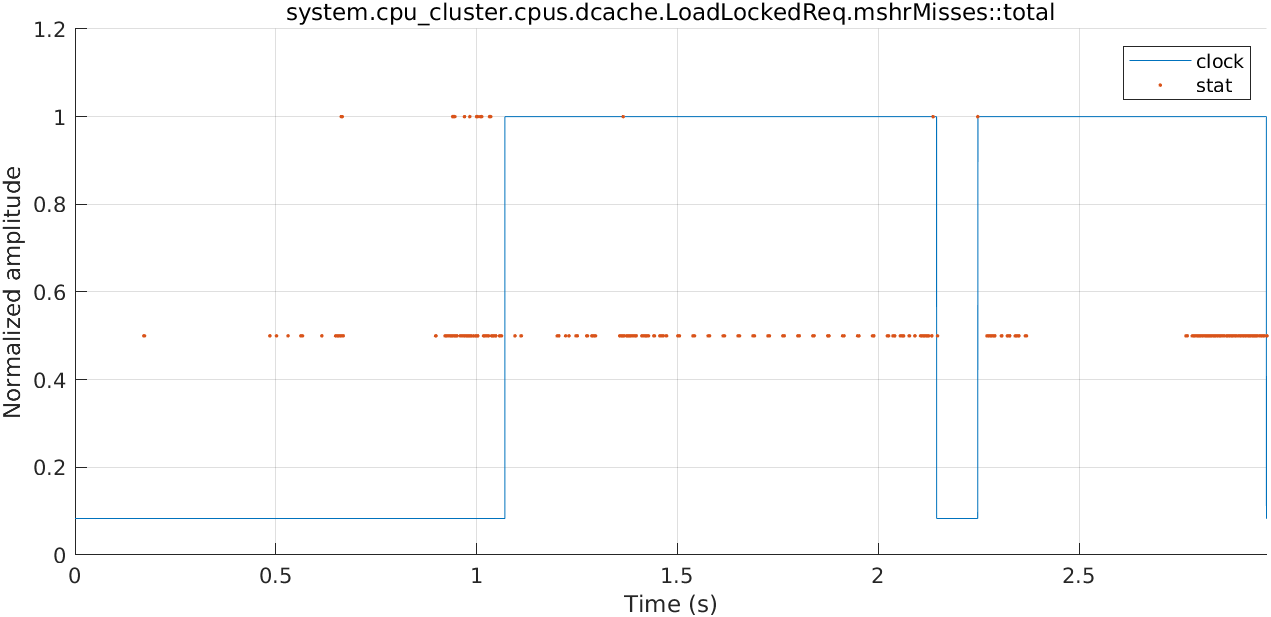 system.cpu_cluster.cpus.dcache.LoadLockedReq.mshrMisses::total
1.2
1
0.8
0.6
0.4
0.2
0
Normalized amplitude
clock
stat
0 0.5 1 1.5 2 2.5
Time (s)